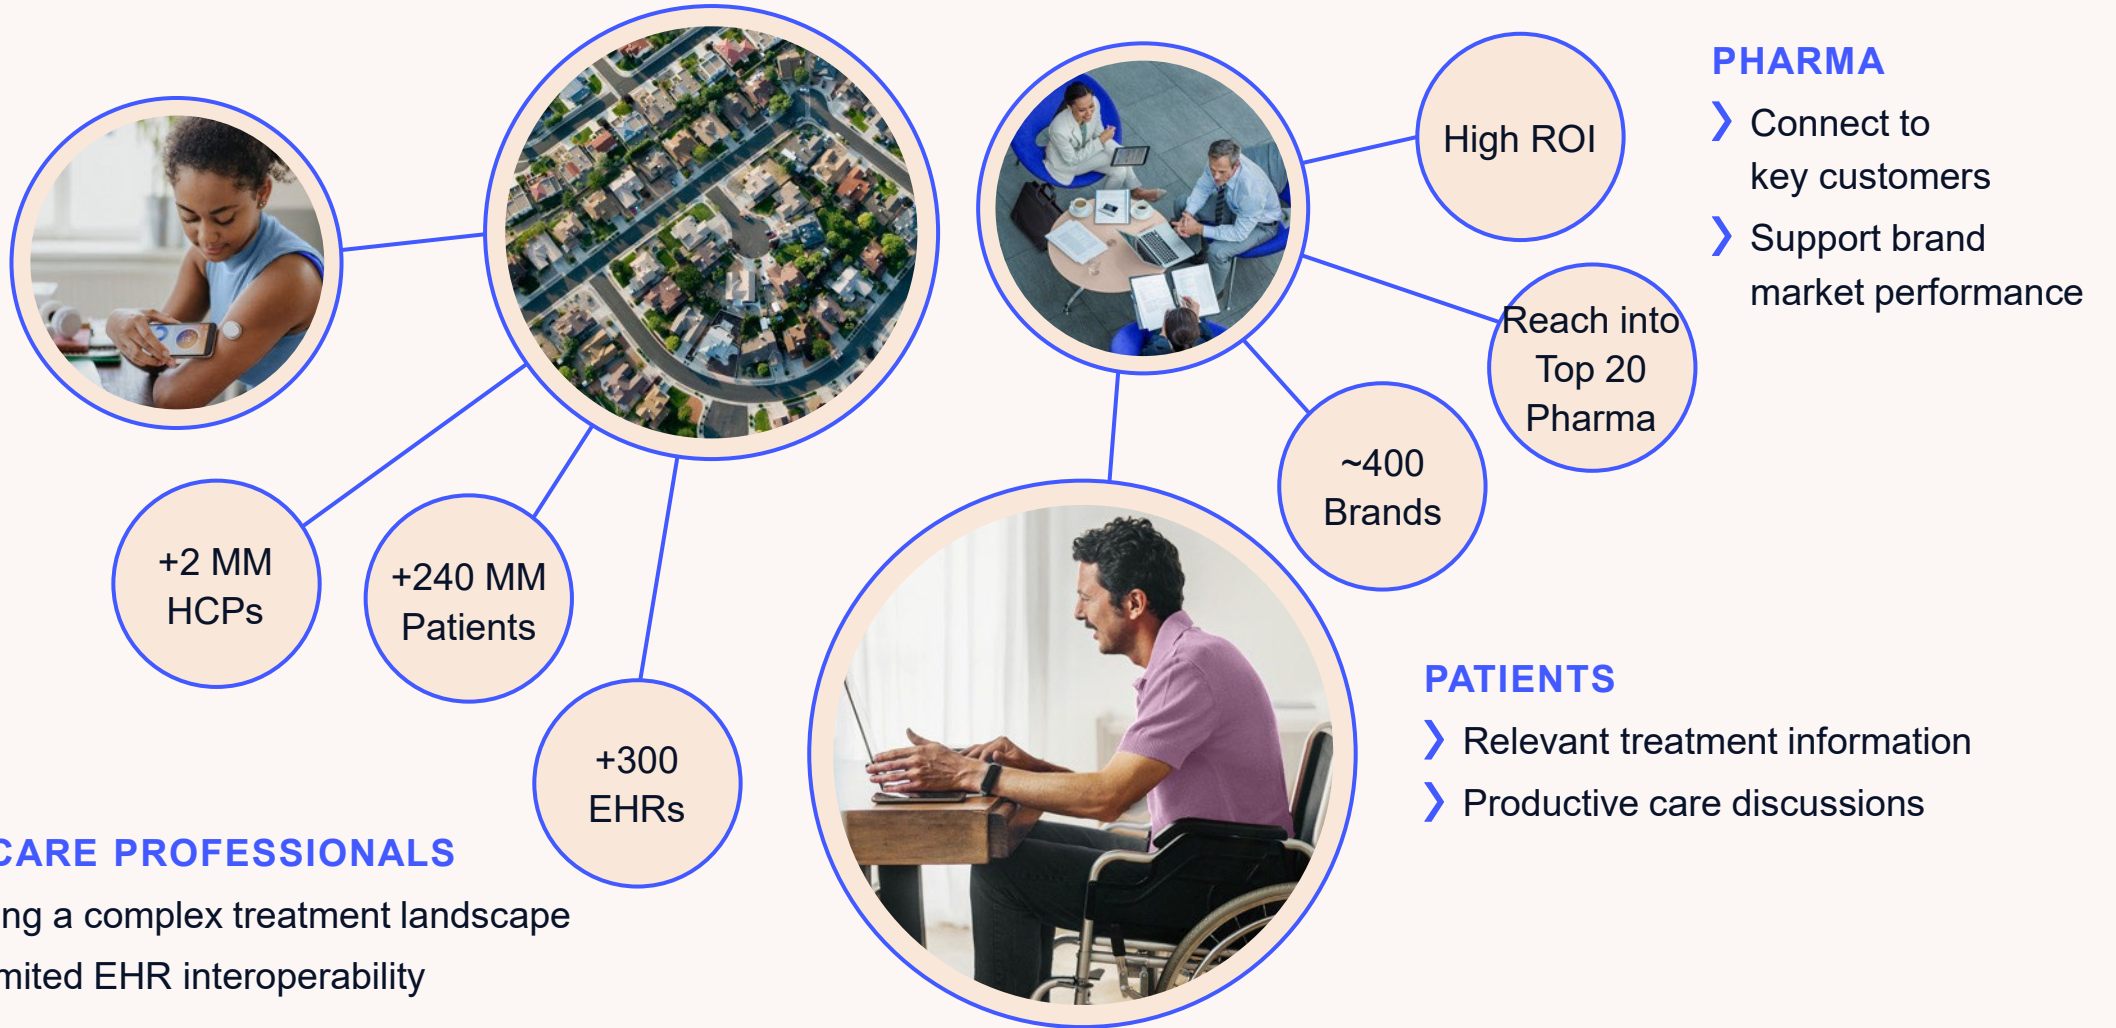 High ROI
Reach into
Top 20
Pharma
~400
Brands
+2 MM
HCPs
+240 MM
Patients
+300
EHRs
PHARMA
❯ Connect to
key customers
❯ Support brand
market performance
PATIENTS
❯ Relevant treatment information
❯ Productive care discussions
CARE PROFESSIONALS
a complex treatment landscape
EHR interoperability